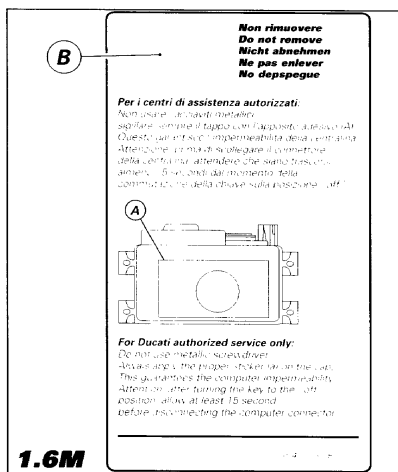 B
Non rimuovere
Do not remove
Nicht abnehmen
Ne pas enlever
No despegue
Per i centri di assistenza autorizzati:
Non usare cacciaviti metallici
sigillare sempre il tappo con l'apposito adesivo (A)
Questo garantisce l'impermeabilità della centralina
Attenzione: prima di scollegare il connettore
della centralina, attendere che siano trascorsi
almeno 15 secondi dal momento della
commutazione della chiave sulla posizione "off"
A
For Ducati authorized service only:
Do not use metallic screwdriver
Always apply the proper sticker (A) on the cap.
This guarantees the computer impermeability
Attention: after turning the key to the "off"
position, allow at least 15 second
before disconnecting the computer connector
1.6M